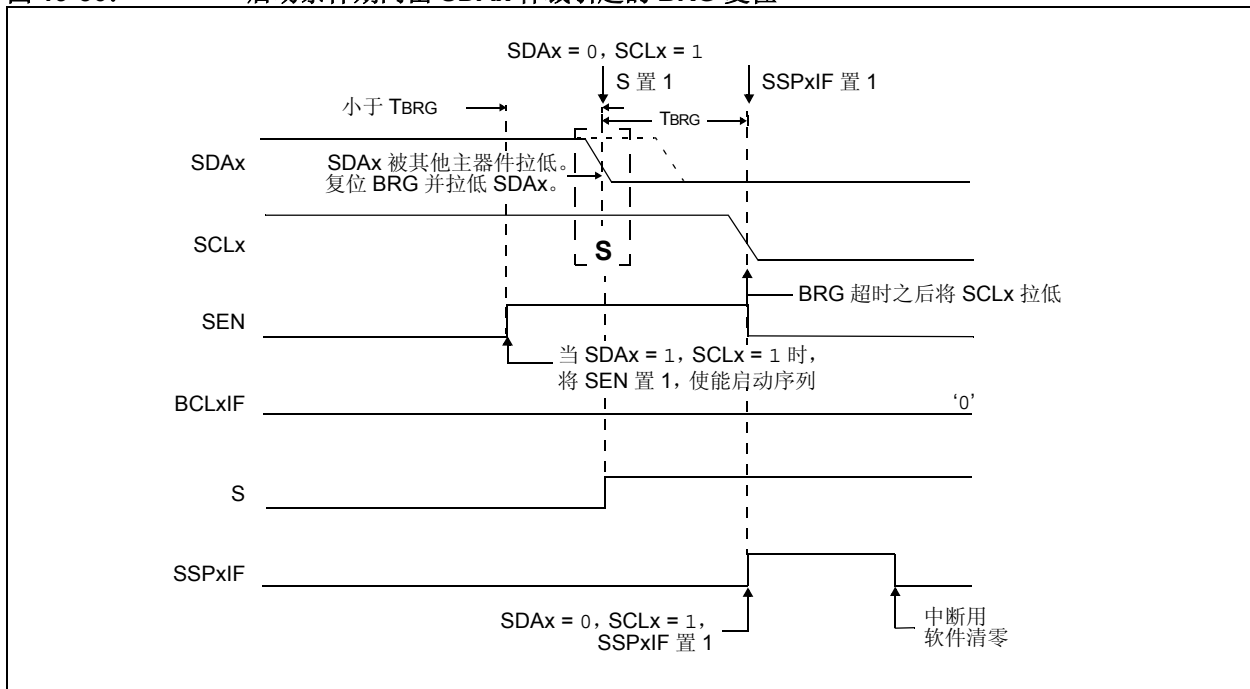 SDAx = 0，SCLx = 1
S 置 1
SSPxIF 置 1
小于 TBRG
TBRG
SDAx
SDAx 被其他主器件拉低。
复位 BRG 并拉低 SDAx。
SCLx
S
BRG 超时之后将 SCLx 拉低
SEN
当 SDAx = 1，SCLx = 1 时，
将 SEN 置 1，使能启动序列
BCLxIF
‘0’
S
SSPxIF
SDAx = 0，SCLx = 1，
SSPxIF 置 1
中断用
软件清零